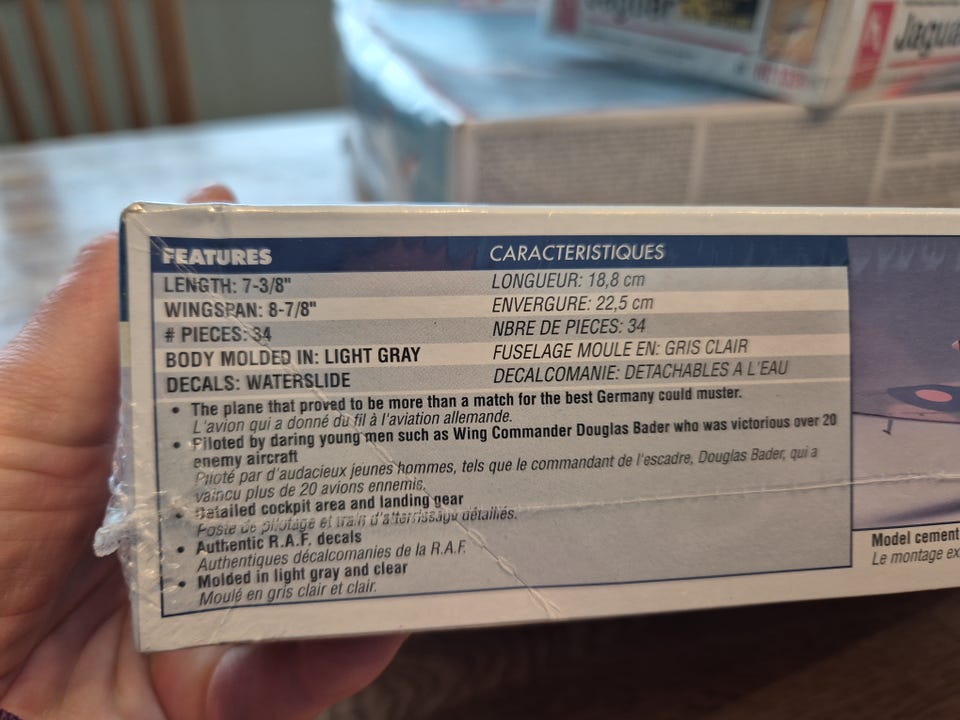 Jaguar
Jagua
FEATURES CARACTERISTIQUES
LENGTH: 7-3/8" LONGUEUR: 18,8 cm
WINGSPAN: 8-7/8" ENVERGURE: 22,5 cm
# PIECES: 34 NBRE DE PIECES: 34
BODY MOLDED IN: LIGHT GRAY FUSELAGE MOULE EN: GRIS CLAIR
DECALS: WATERSLIDE DECALCOMANIE: DETACHABLES A L'EAU
• The plane that proved to be more than a match for the best Germany could muster.
L'avion qui a donné du fil à l'aviation allemande.
• Piloted by daring young men such as Wing Commander Douglas Bader who was victorious over 20
enemy aircraft
Piloté par d'audacieux jeunes hommes, tels que le commandant de l'escadre, Douglas Bader, qui a
vaincu plus de 20 avions ennemis.
• Detailed cockpit area and landing gear
Poste de pilotage et train d'atterrissage détaillés.
• Authentic R.A.F. decals
Authentiques décalcomanies de la R.A.F.
• Molded in light gray and clear
Moulé en gris clair et clair.
Model cement
Le montage ex